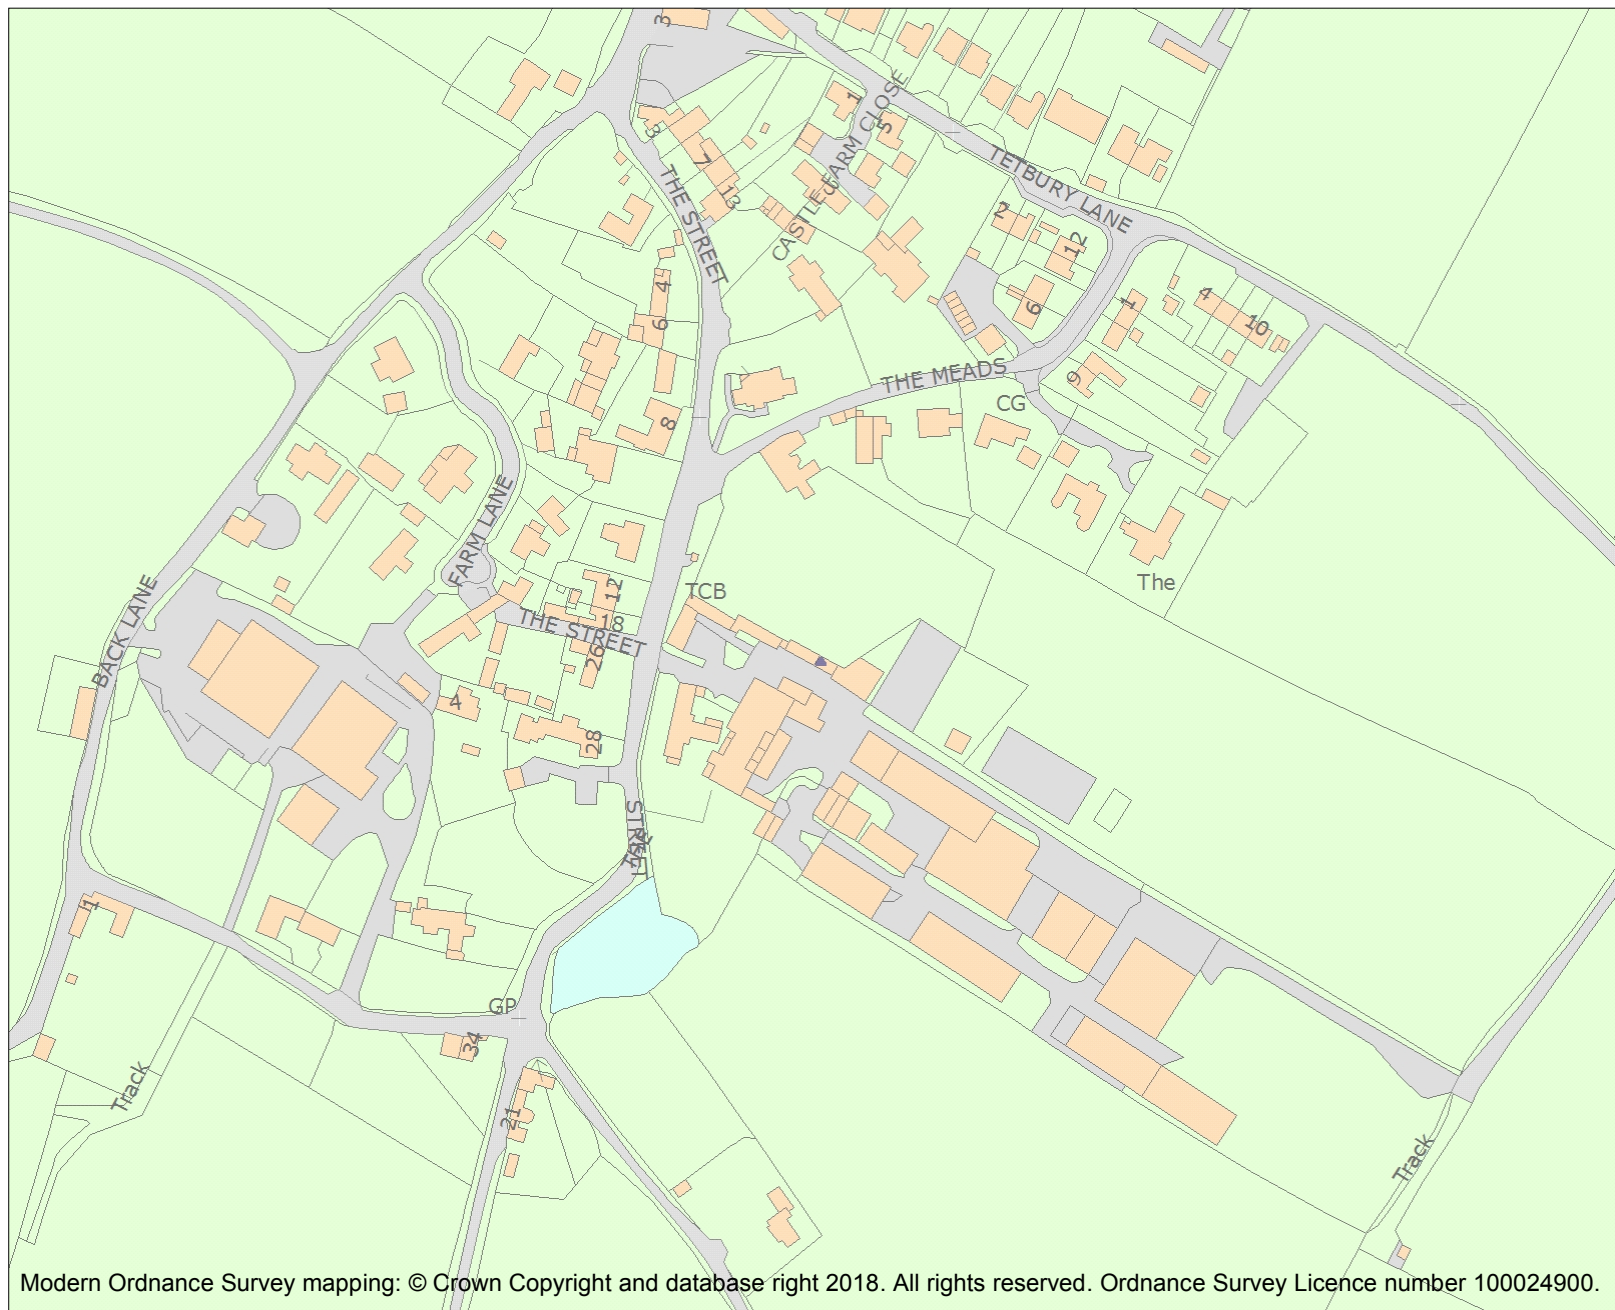 3
1
CASTLE FARM CLOSE
5
3
7
13
THE STREET
TETBURY LANE
2
12
4
6
6
1
4
10
THE MEADS
9
CG
8
FARM LANE
The
BACK LANE
TCB
12
18
THE STREET
26
4
28
THE STREET
1
GP
34
Track
21
Track
Modern Ordnance Survey mapping: © Crown Copyright and database right 2018. All rights reserved. Ordnance Survey Licence number 100024900.